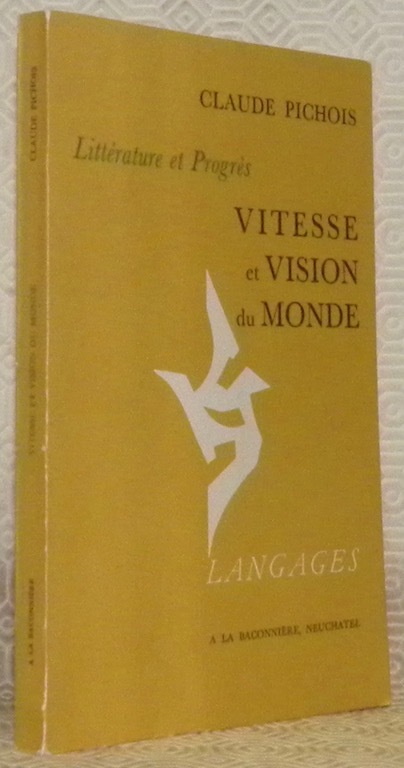 CLAUDE PICHOIS
Littérature et Progrès
VITESSE
et VISION
du MONDE
LANGAGES
A LA BACONNIÈRE, NEUCHATEL
CLAUDE PICHOIS
VITESSE ET VISION DU MONDE
A LA BACONNIÈRE